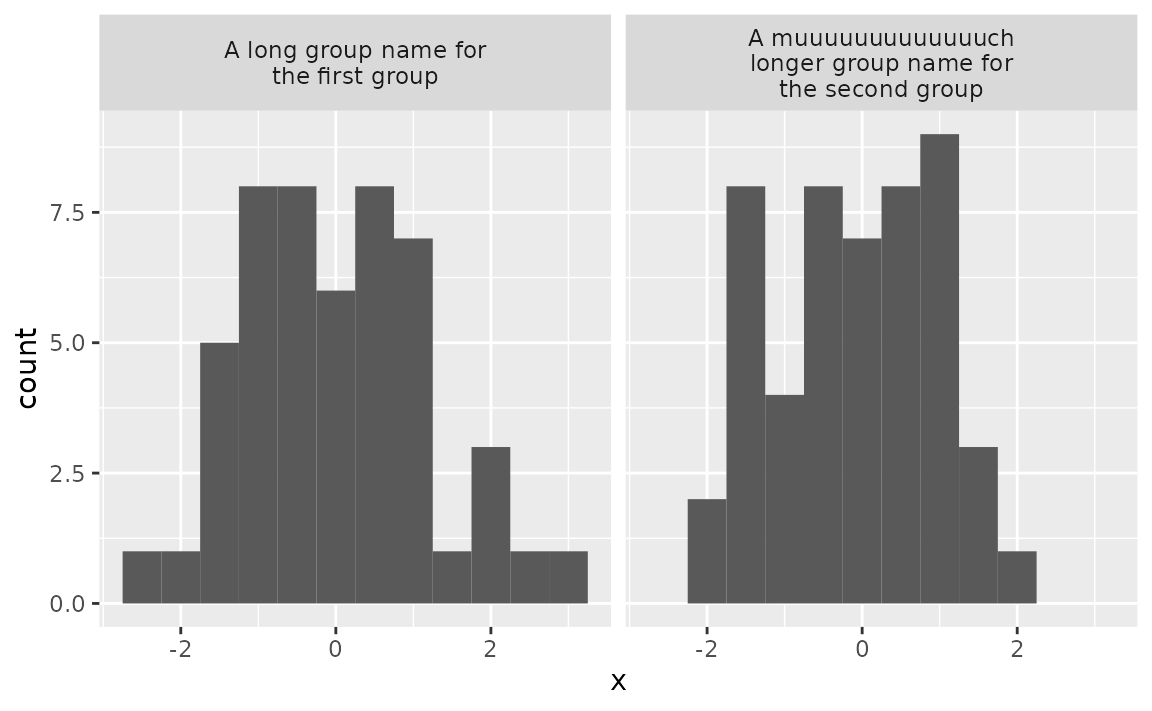 A long group name for
the first group
A muuuuuuuuuuuuuch
longer group name for
the second group
7.5
5.0
2.5
0.0
count
-2 0 2
-2 0 2
x